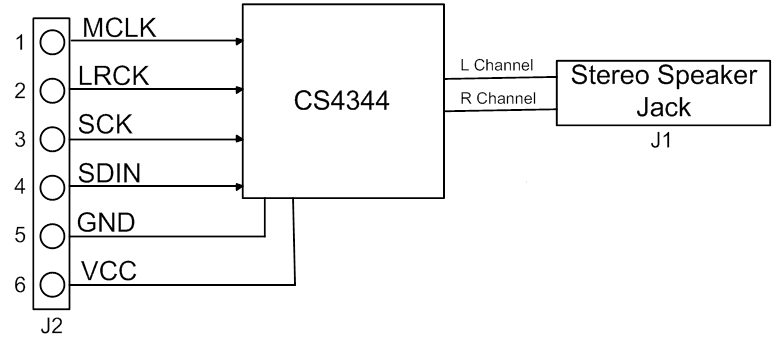 1 MCLK
2 LRCK
3 SCK
4 SDIN
5 GND
6 VCC
J2
CS4344
L Channel
R Channel
Stereo Speaker
Jack
J1